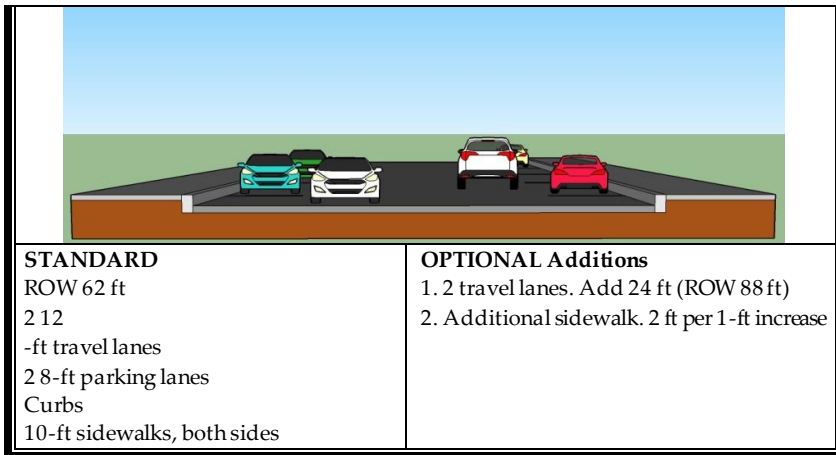 STANDARD
ROW 62 ft
2 12
-ft travel lanes
2 8-ft parking lanes
Curbs
10-ft sidewalks, both sides
OPTIONAL Additions
1. 2 travel lanes. Add 24 ft (ROW 88 ft)
2. Additional sidewalk. 2 ft per 1-ft increase